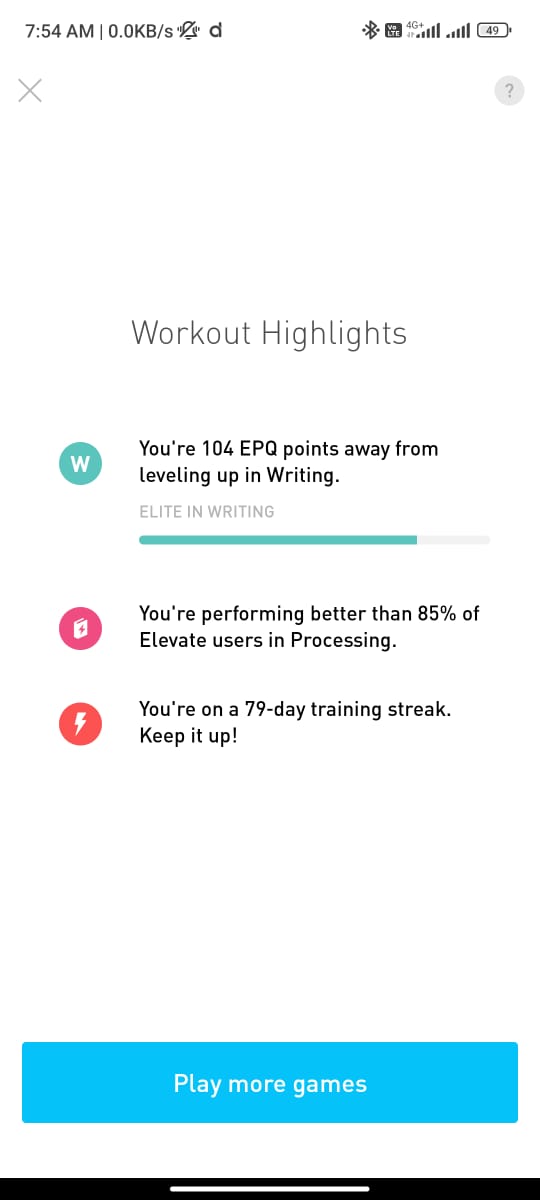 7:54 AM | 0.0KB/s d Vo LTE 4G+ 49
?
Workout Highlights
W
You're 104 EPQ points away from
leveling up in Writing.
ELITE IN WRITING
You're performing better than 85% of
Elevate users in Processing.
You're on a 79-day training streak.
Keep it up!
Play more games